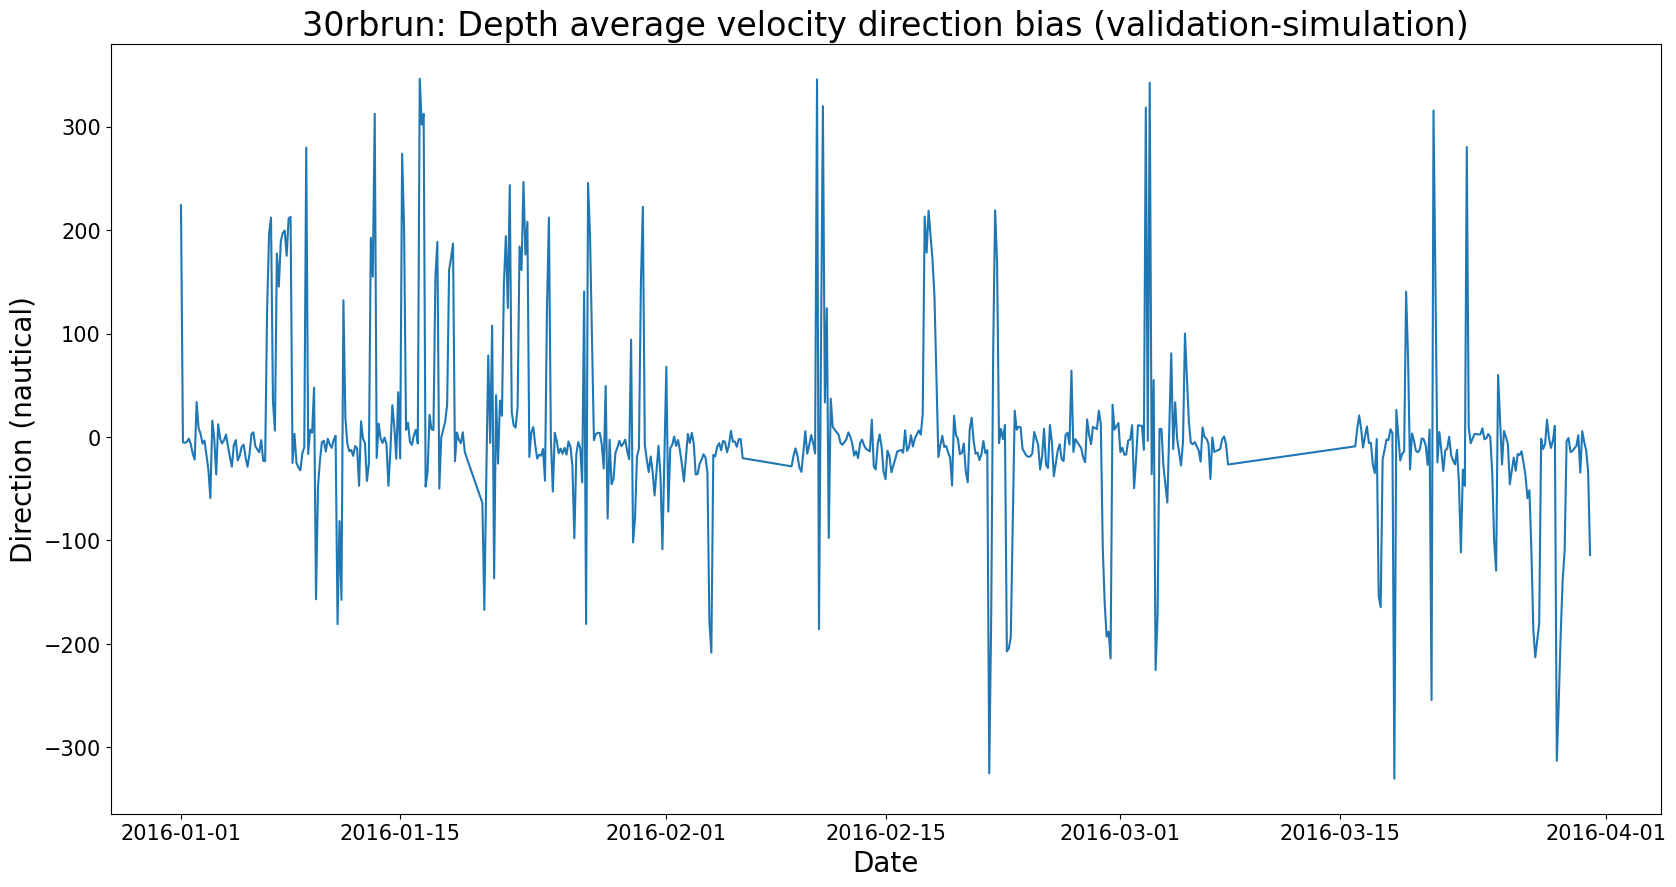 30rbrun: Depth average velocity direction bias (validation-simulation)
Direction (nautical)
300
200
100
0
−100
−200
−300
2016-01-01 2016-01-15 2016-02-01 2016-02-15 2016-03-01 2016-03-15 2016-04-01
Date